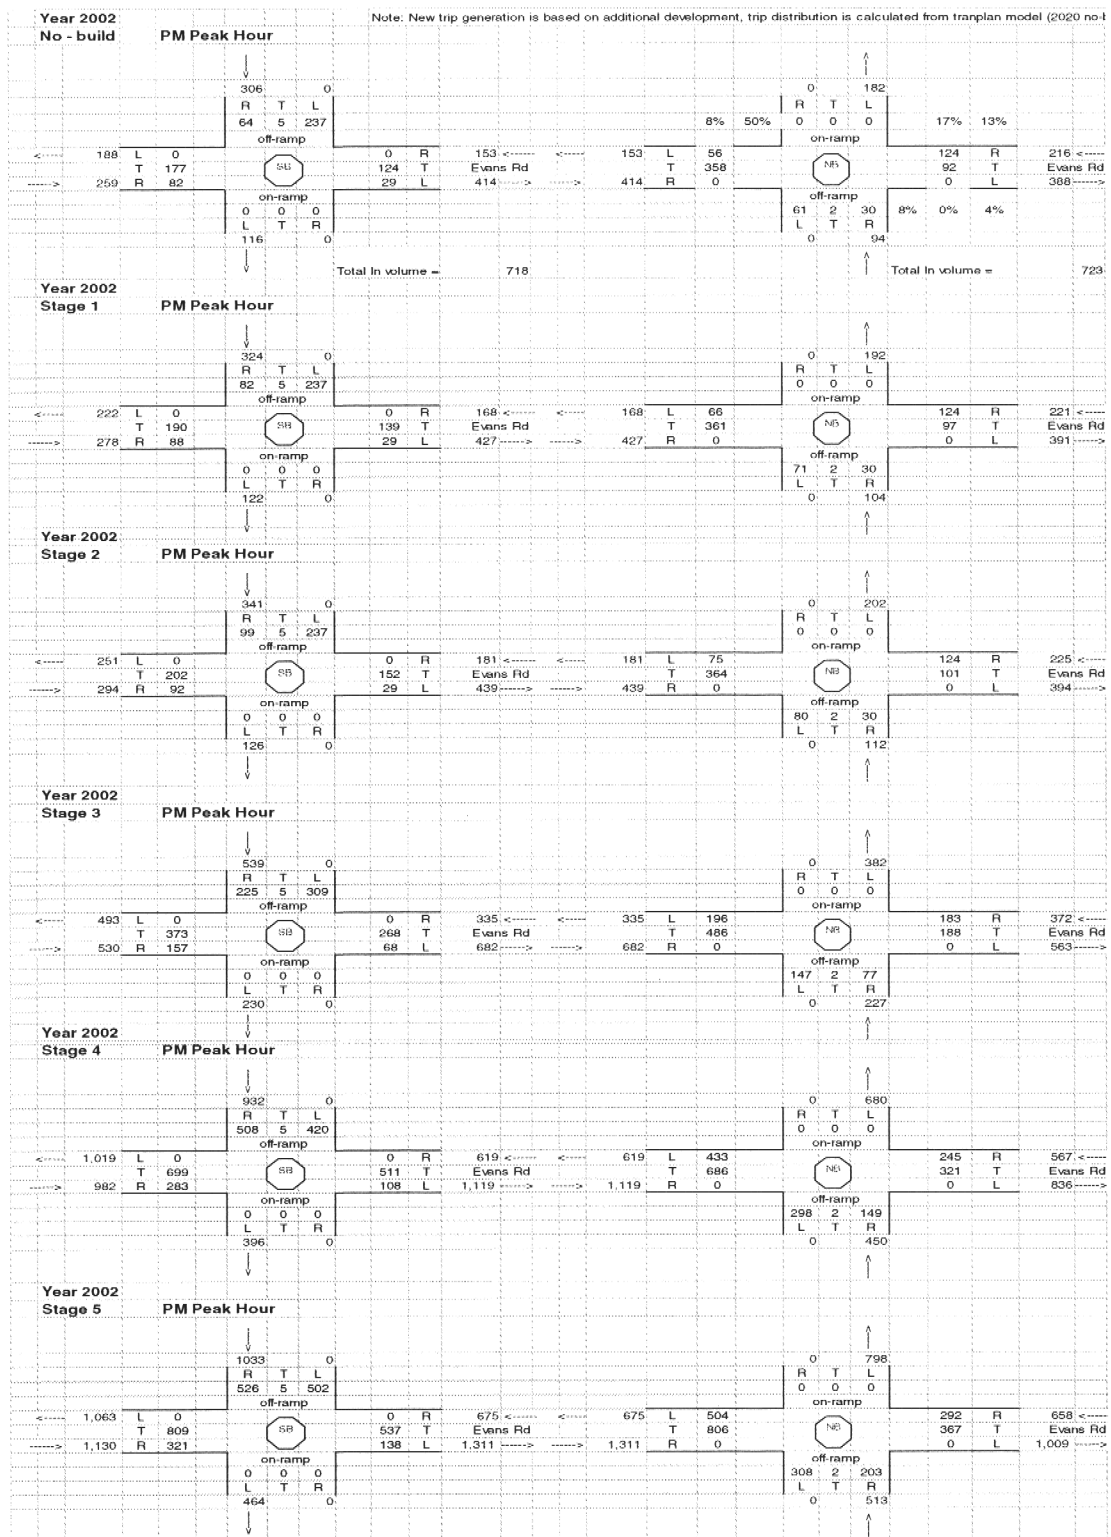 Year 2002 Note: New trip generation is based on additional development, trip distribution is calculated from tranplan model (2020 no-b
No - build PM Peak Hour
306 0 0 182
R T L R T L
64 5 237 8% 50% 0 0 0 17% 13%
off-ramp on-ramp
<----- 188 L 0 0 R 153 <----- <----- 153 L 56 124 R 216 <----
T 177 SB 124 T Evans Rd T 358 NB 92 T Evans Rd
-----> 259 R 82 29 L 414 -----> -----> 414 R 0 0 L 388 ----->
on-ramp off-ramp
0 0 0 61 2 30 8% 0% 4%
L T R L T R
116 0 0 94
Total In volume = 718 Total In volume = 723
Year 2002
Stage 1 PM Peak Hour
324 0 0 192
R T L R T L
82 5 237 0 0 0
off-ramp on-ramp
<----- 222 L 0 0 R 168 <----- <----- 168 L 66 124 R 221 <----
T 190 SB 139 T Evans Rd T 361 NB 97 T Evans Rd
-----> 278 R 88 29 L 427 -----> -----> 427 R 0 0 L 391 ----->
on-ramp off-ramp
0 0 0 71 2 30
L T R L T R
122 0 0 104
Year 2002
Stage 2 PM Peak Hour
341 0 0 202
R T L R T L
99 5 237 0 0 0
off-ramp on-ramp
<----- 251 L 0 0 R 181 <----- <----- 181 L 75 124 R 225 <----
T 202 SB 152 T Evans Rd T 364 NB 101 T Evans Rd
-----> 294 R 92 29 L 439 -----> -----> 439 R 0 0 L 394 ----->
on-ramp off-ramp
0 0 0 80 2 30
L T R L T R
126 0 0 112
Year 2002
Stage 3 PM Peak Hour
539 0 0 382
R T L R T L
225 5 309 0 0 0
off-ramp on-ramp
<----- 493 L 0 0 R 335 <----- <----- 335 L 196 183 R 372 <----
T 373 SB 268 T Evans Rd T 486 NB 188 T Evans Rd
-----> 530 R 157 68 L 682 -----> -----> 682 R 0 0 L 563 ----->
on-ramp off-ramp
0 0 0 147 2 77
L T R L T R
230 0 0 227
Year 2002
Stage 4 PM Peak Hour
932 0 0 680
R T L R T L
508 5 420 0 0 0
off-ramp on-ramp
<----- 1,019 L 0 0 R 619 <----- <----- 619 L 433 245 R 567 <----
T 699 SB 511 T Evans Rd T 686 NB 321 T Evans Rd
-----> 982 R 283 108 L 1,119 -----> -----> 1,119 R 0 0 L 836 ----->
on-ramp off-ramp
0 0 0 298 2 149
L T R L T R
396 0 0 450
Year 2002
Stage 5 PM Peak Hour
1033 0 0 798
R T L R T L
526 5 502 0 0 0
off-ramp on-ramp
<----- 1,063 L 0 0 R 675 <----- <----- 675 L 504 292 R 658 <----
T 809 SB 537 T Evans Rd T 806 NB 367 T Evans Rd
-----> 1,130 R 321 138 L 1,311 -----> -----> 1,311 R 0 0 L 1,009 ----->
on-ramp off-ramp
0 0 0 308 2 203
L T R L T R
464 0 0 513